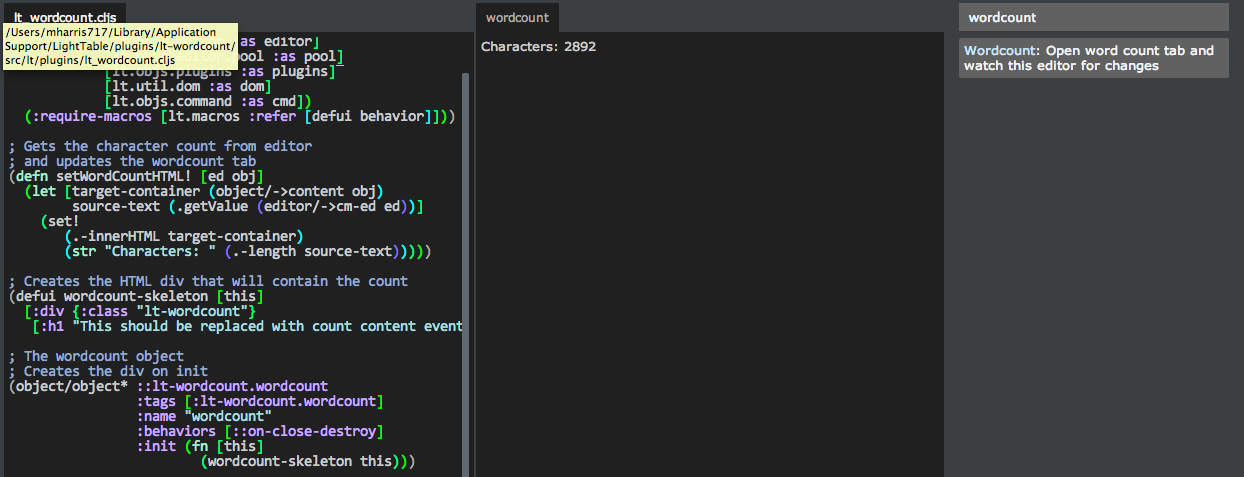 lt_wordcount.cljs
/Users/mharris717/Library/Application
Support/LightTable/plugins/lt-wordcount/
src/lt/plugins/lt_wordcount.cljs
as editor]
ool :as pool]
[lt.objs.plugins :as plugins]
[lt.util.dom :as dom]
[lt.objs.command :as cmd])
(:require-macros [lt.macros :refer [defui behavior]]))
; Gets the character count from editor
; and updates the wordcount tab
(defn setWordCountHTML! [ed obj]
(let [target-container (object/->content obj)
source-text (.getValue (editor/->cm-ed ed))]
(set!
(.-innerHTML target-container)
(str "Characters: " (.-length source-text)))))
; Creates the HTML div that will contain the count
(defui wordcount-skeleton [this]
[:div {:class "lt-wordcount"}
[:h1 "This should be replaced with count content event
; The wordcount object
; Creates the div on init
(object/object* ::lt-wordcount.wordcount
:tags [:lt-wordcount.wordcount]
:name "wordcount"
:behaviors [::on-close-destroy]
:init (fn [this]
(wordcount-skeleton this)))
wordcount
Characters: 2892
wordcount
Wordcount: Open word count tab and
watch this editor for changes